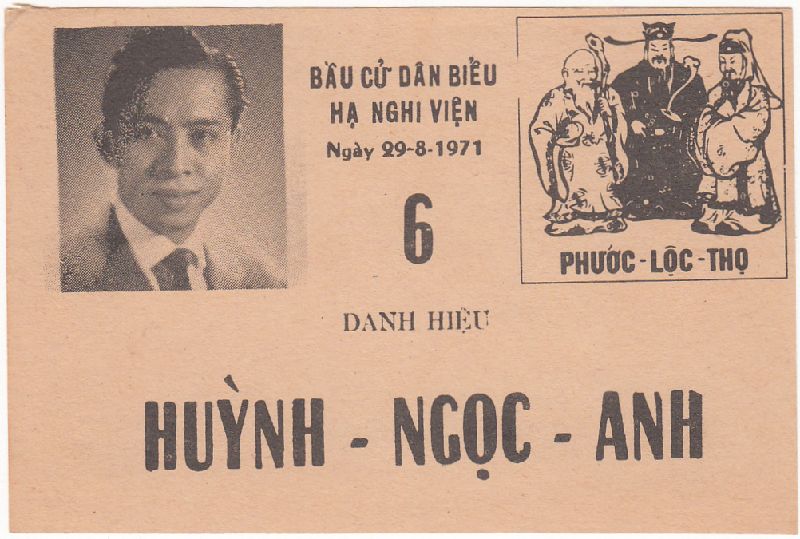 BẦU CỬ DÂN BIỂU
HẠ NGHI VIỆN
Ngày 29-8-1971
6
PHƯỚC - LỘC - THỌ
DANH HIỆU
HUỲNH - NGỌC - ANH